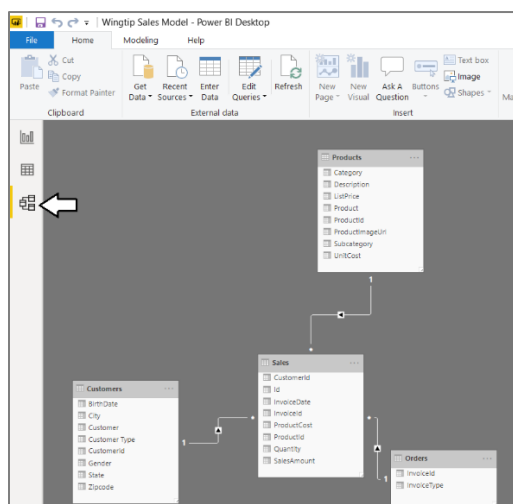 Wingtip Sales Model - Power BI Desktop
File Home Modeling Help
Paste
Cut
Copy
Format Painter
Clipboard
Get Data
Recent Sources
Enter Data
Edit Queries
Refresh
External data
New Page
New Visual
Ask A Question
Buttons
Text box
Image
Shapes
Insert
Ma
Products
Category
Description
ListPrice
Product
ProductId
ProductImageUrl
Subcategory
UnitCost
1
*
Sales
CustomerId
Id
InvoiceDate
InvoiceId
ProductCost
ProductId
Quantity
SalesAmount
Customers
BirthDate
City
Customer
Customer Type
CustomerId
Gender
State
Zipcode
1
*
*
1
Orders
InvoiceId
InvoiceType